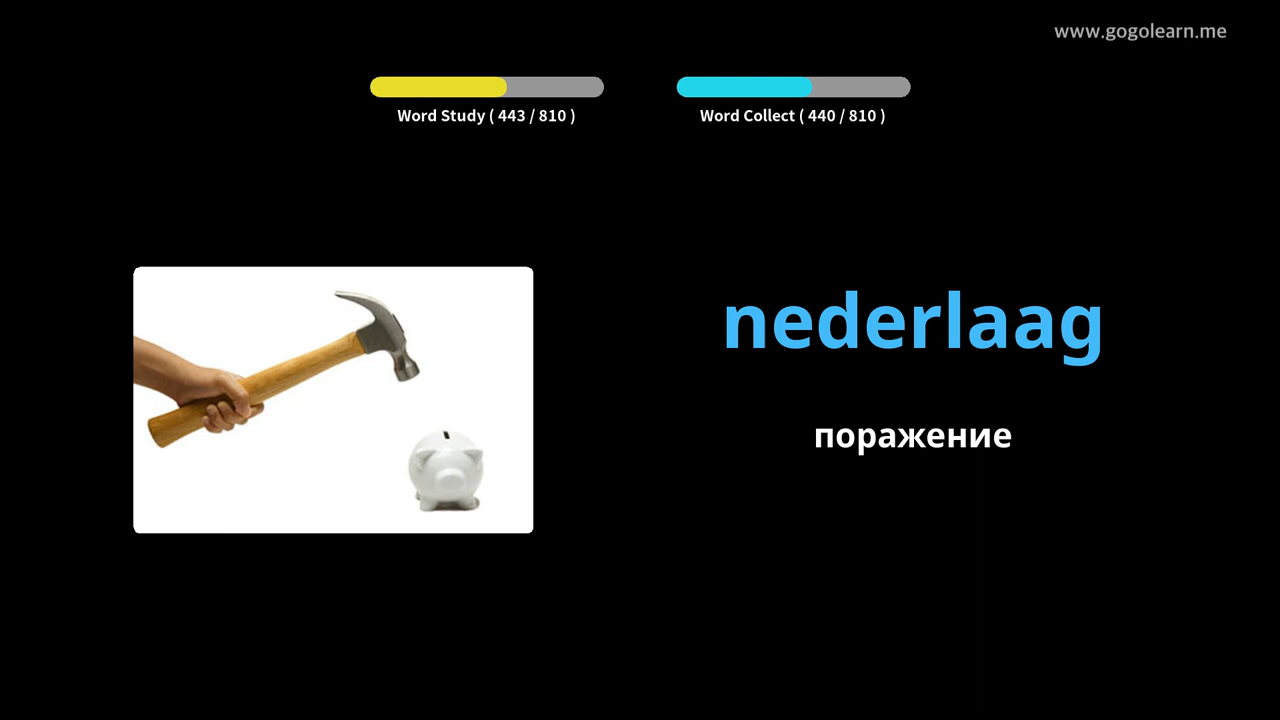 www.gogolearn.me
Word Study ( 443 / 810 )
Word Collect ( 440 / 810 )
nederlaag
поражение